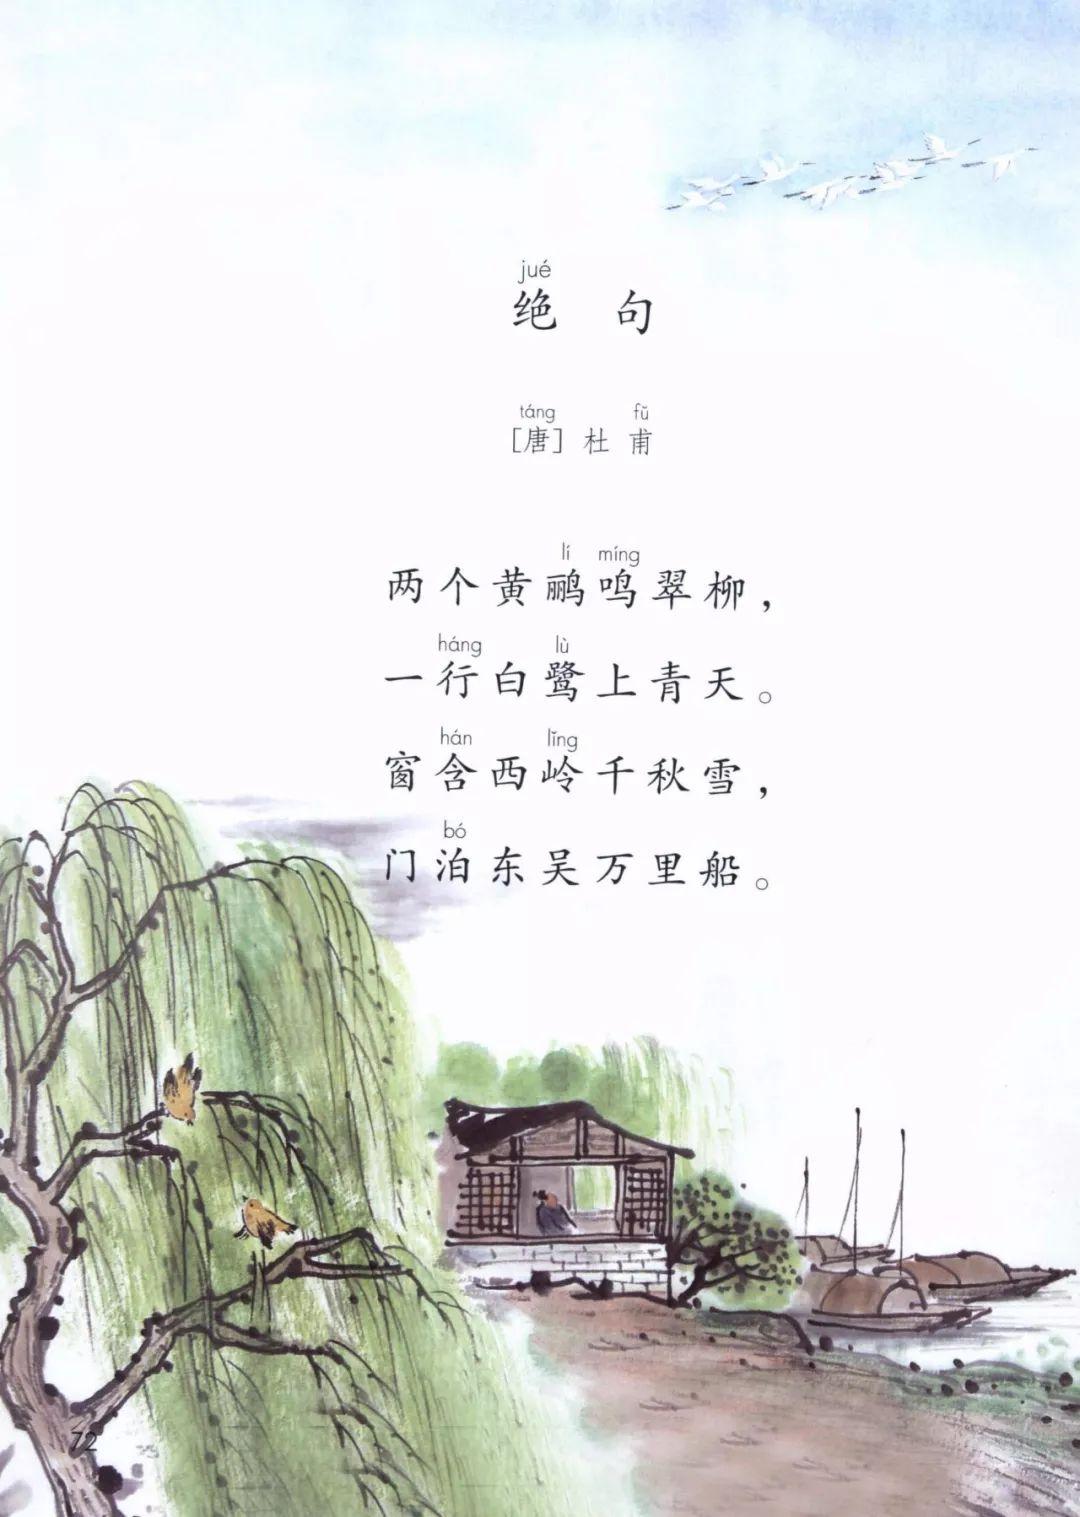 jué
绝 句
táng fǔ
[唐] 杜 甫
lí míng
两个黄鹂鸣翠柳，
háng lù
一行白鹭上青天。
hán lǐng
窗含西岭千秋雪，
bó
门泊东吴万里船。
72